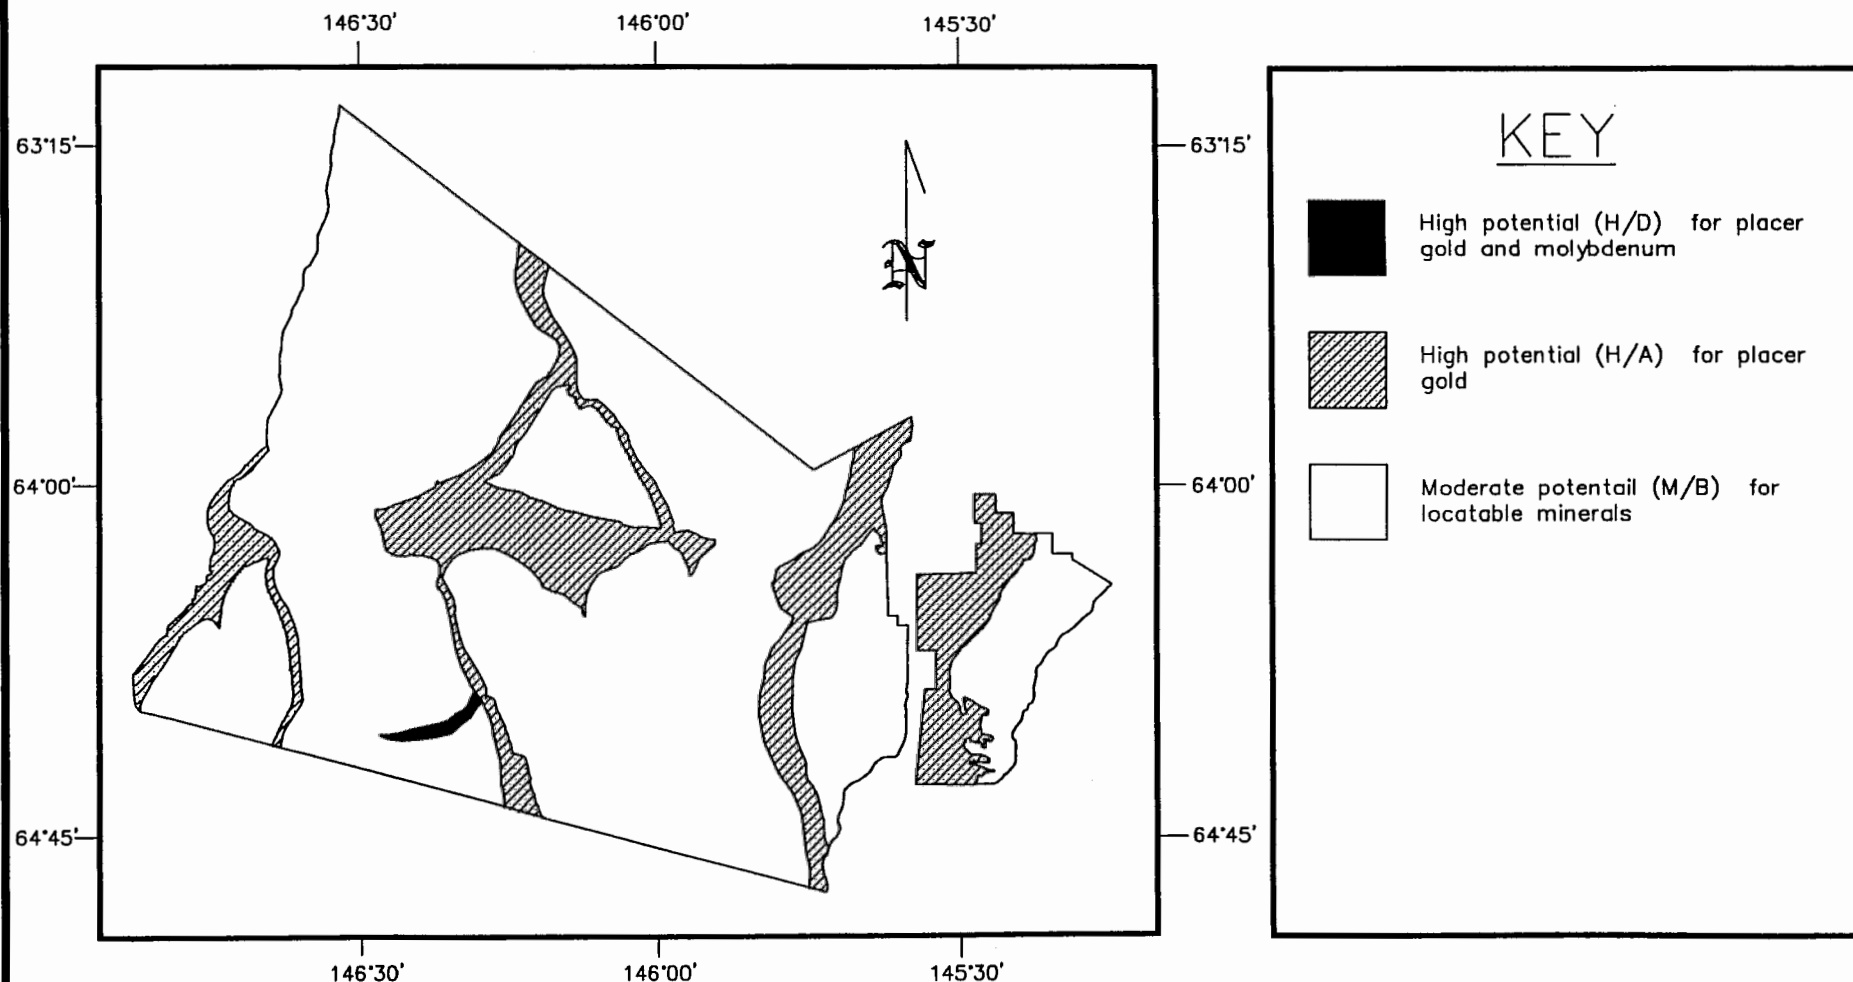 146°30' 146°00' 145°30'
63°15' 63°15'
64°00' 64°00'
64°45' 64°45'
146°30' 146°00' 145°30'
N
KEY
High potential (H/D) for placer
gold and molybdenum
High potential (H/A) for placer
gold
Moderate potentail (M/B) for
locatable minerals